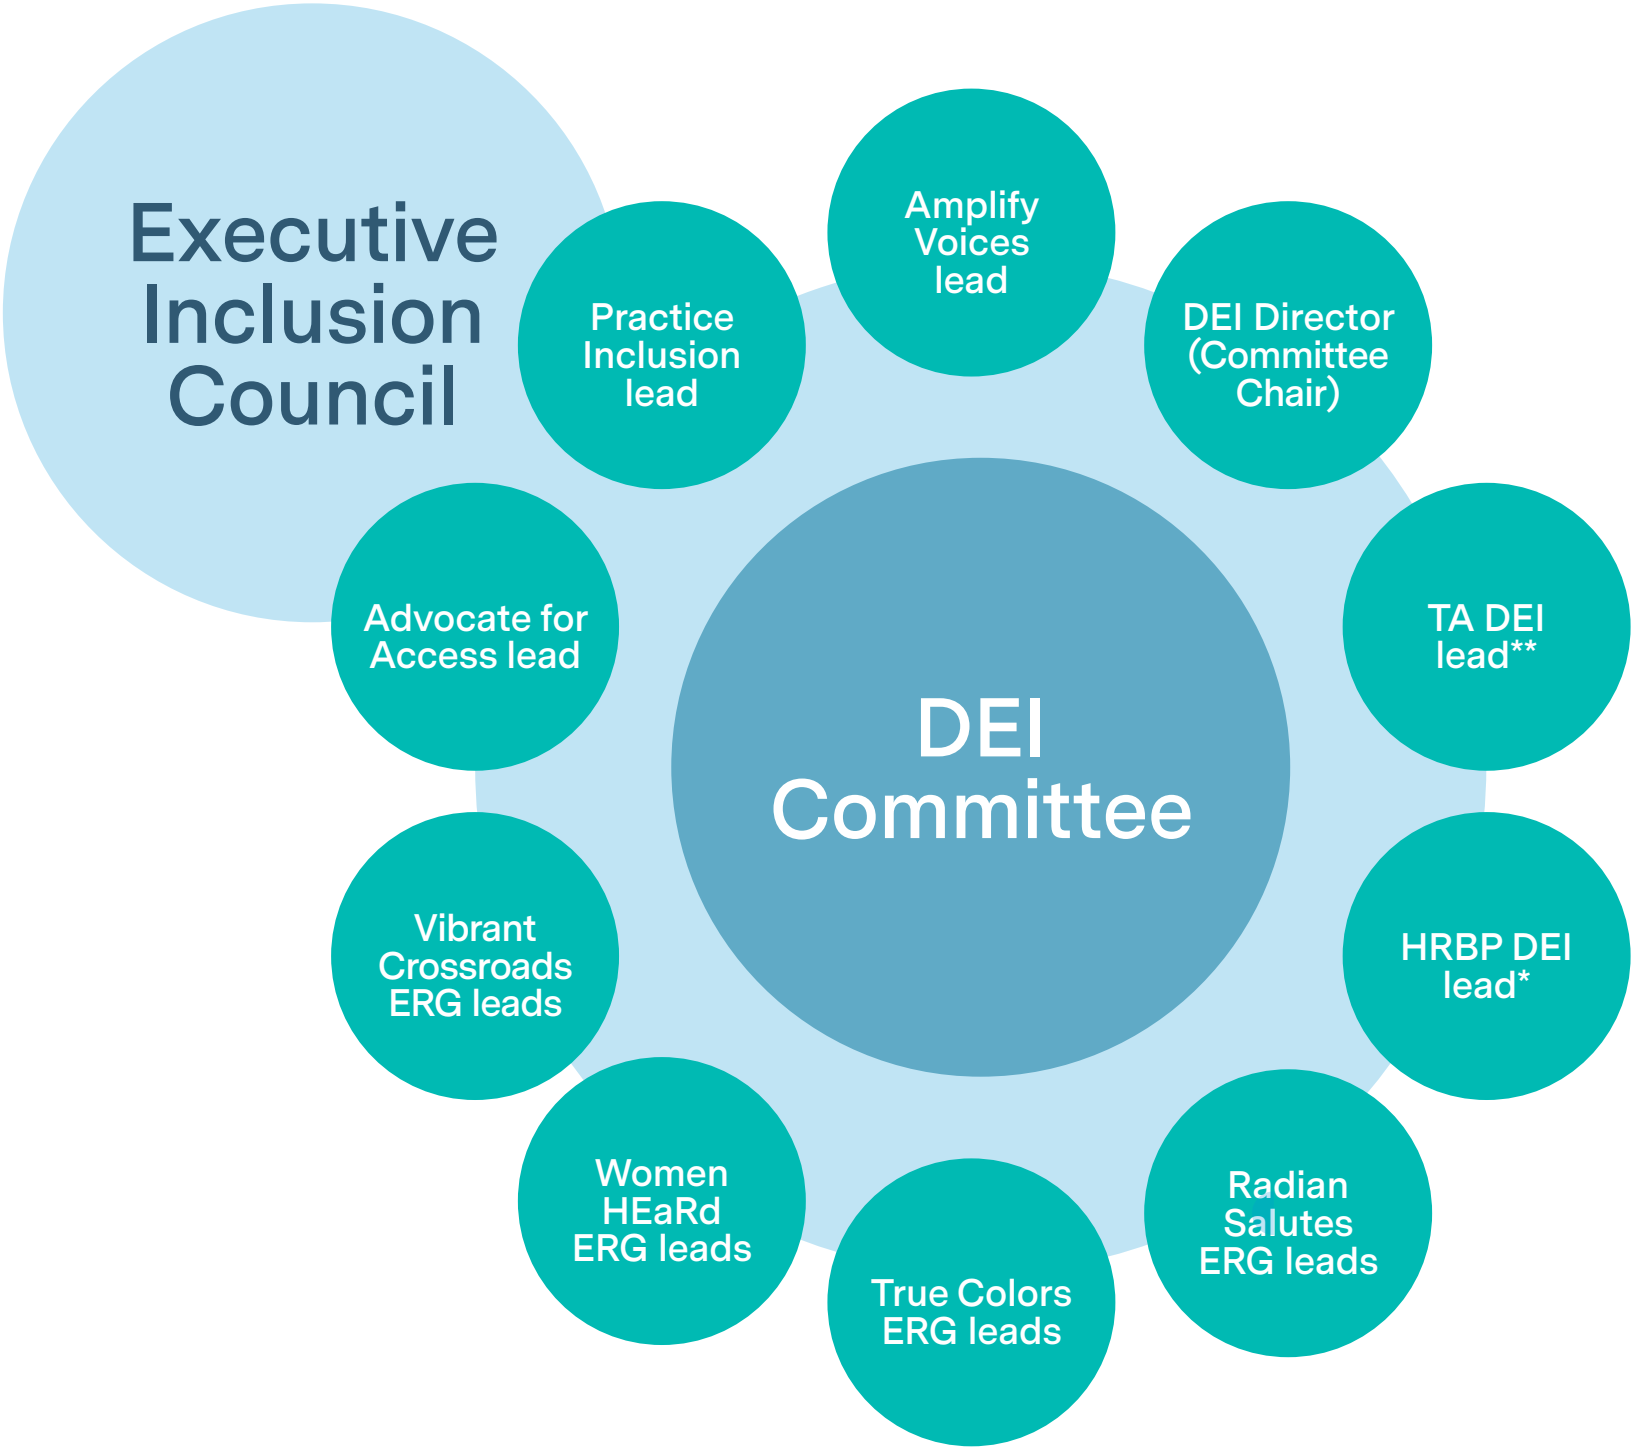 Executive
Inclusion
Council
Practice
Inclusion
lead
Amplify
Voices
lead
DEI Director
(Committee
Chair)
TA DEI
lead**
HRBP DEI
lead*
Radian
Salutes
ERG leads
True Colors
ERG leads
Women
HEaRd
ERG leads
Vibrant
Crossroads
ERG leads
Advocate for
Access lead
DEI
Committee